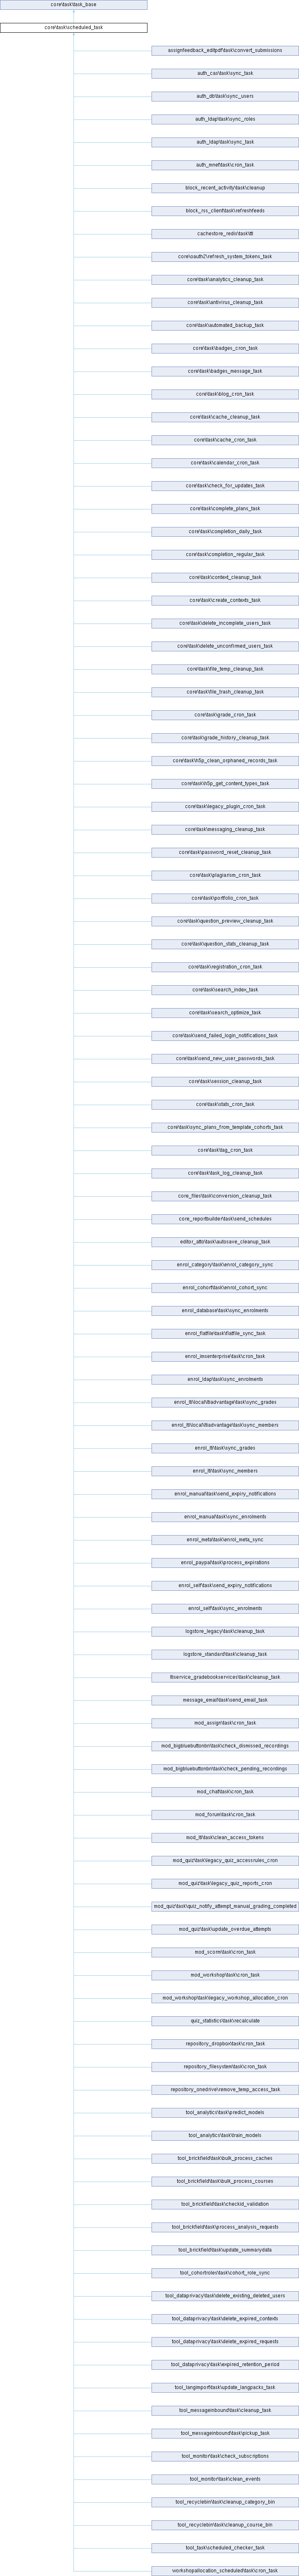 core\task\task_base
core\task\scheduled_task
assignfeedback_editpdf\task\convert_submissions
auth_cas\task\sync_task
auth_db\task\sync_users
auth_ldap\task\sync_roles
auth_ldap\task\sync_task
auth_mnet\task\cron_task
block_recent_activity\task\cleanup
block_rss_client\task\refreshfeeds
cachestore_redis\task\ttl
core\oauth2\refresh_system_tokens_task
core\task\analytics_cleanup_task
core\task\antivirus_cleanup_task
core\task\automated_backup_task
core\task\badges_cron_task
core\task\badges_message_task
core\task\blog_cron_task
core\task\cache_cleanup_task
core\task\cache_cron_task
core\task\calendar_cron_task
core\task\check_for_updates_task
core\task\complete_plans_task
core\task\completion_daily_task
core\task\completion_regular_task
core\task\context_cleanup_task
core\task\create_contexts_task
core\task\delete_incomplete_users_task
core\task\delete_unconfirmed_users_task
core\task\file_temp_cleanup_task
core\task\file_trash_cleanup_task
core\task\grade_cron_task
core\task\grade_history_cleanup_task
core\task\h5p_clean_orphaned_records_task
core\task\h5p_get_content_types_task
core\task\legacy_plugin_cron_task
core\task\messaging_cleanup_task
core\task\password_reset_cleanup_task
core\task\plagiarism_cron_task
core\task\portfolio_cron_task
core\task\question_preview_cleanup_task
core\task\question_stats_cleanup_task
core\task\registration_cron_task
core\task\search_index_task
core\task\search_optimize_task
core\task\send_failed_login_notifications_task
core\task\send_new_user_passwords_task
core\task\session_cleanup_task
core\task\stats_cron_task
core\task\sync_plans_from_template_cohorts_task
core\task\tag_cron_task
core\task\task_log_cleanup_task
core_files\task\conversion_cleanup_task
core_reportbuilder\task\send_schedules
editor_atto\task\autosave_cleanup_task
enrol_category\task\enrol_category_sync
enrol_cohort\task\enrol_cohort_sync
enrol_database\task\sync_enrolments
enrol_flatfile\task\flatfile_sync_task
enrol_imsenterprise\task\cron_task
enrol_ldap\task\sync_enrolments
enrol_lti\local\ltiadvantage\task\sync_grades
enrol_lti\local\ltiadvantage\task\sync_members
enrol_lti\task\sync_grades
enrol_lti\task\sync_members
enrol_manual\task\send_expiry_notifications
enrol_manual\task\sync_enrolments
enrol_meta\task\enrol_meta_sync
enrol_paypal\task\process_expirations
enrol_self\task\send_expiry_notifications
enrol_self\task\sync_enrolments
logstore_legacy\task\cleanup_task
logstore_standard\task\cleanup_task
ltiservice_gradebookservices\task\cleanup_task
message_email\task\send_email_task
mod_assign\task\cron_task
mod_bigbluebuttonbn\task\check_dismissed_recordings
mod_bigbluebuttonbn\task\check_pending_recordings
mod_chat\task\cron_task
mod_forum\task\cron_task
mod_lti\task\clean_access_tokens
mod_quiz\task\legacy_quiz_accessrules_cron
mod_quiz\task\legacy_quiz_reports_cron
mod_quiz\task\quiz_notify_attempt_manual_grading_completed
mod_quiz\task\update_overdue_attempts
mod_scorm\task\cron_task
mod_workshop\task\cron_task
mod_workshop\task\legacy_workshop_allocation_cron
quiz_statistics\task\recalculate
repository_dropbox\task\cron_task
repository_filesystem\task\cron_task
repository_onedrive\remove_temp_access_task
tool_analytics\task\predict_models
tool_analytics\task\train_models
tool_brickfield\task\bulk_process_caches
tool_brickfield\task\bulk_process_courses
tool_brickfield\task\checkid_validation
tool_brickfield\task\process_analysis_requests
tool_brickfield\task\update_summarydata
tool_cohortroles\task\cohort_role_sync
tool_dataprivacy\task\delete_existing_deleted_users
tool_dataprivacy\task\delete_expired_contexts
tool_dataprivacy\task\delete_expired_requests
tool_dataprivacy\task\expired_retention_period
tool_langimport\task\update_langpacks_task
tool_messageinbound\task\cleanup_task
tool_messageinbound\task\pickup_task
tool_monitor\task\check_subscriptions
tool_monitor\task\clean_events
tool_recyclebin\task\cleanup_category_bin
tool_recyclebin\task\cleanup_course_bin
tool_task\scheduled_checker_task
workshopallocation_scheduled\task\cron_task